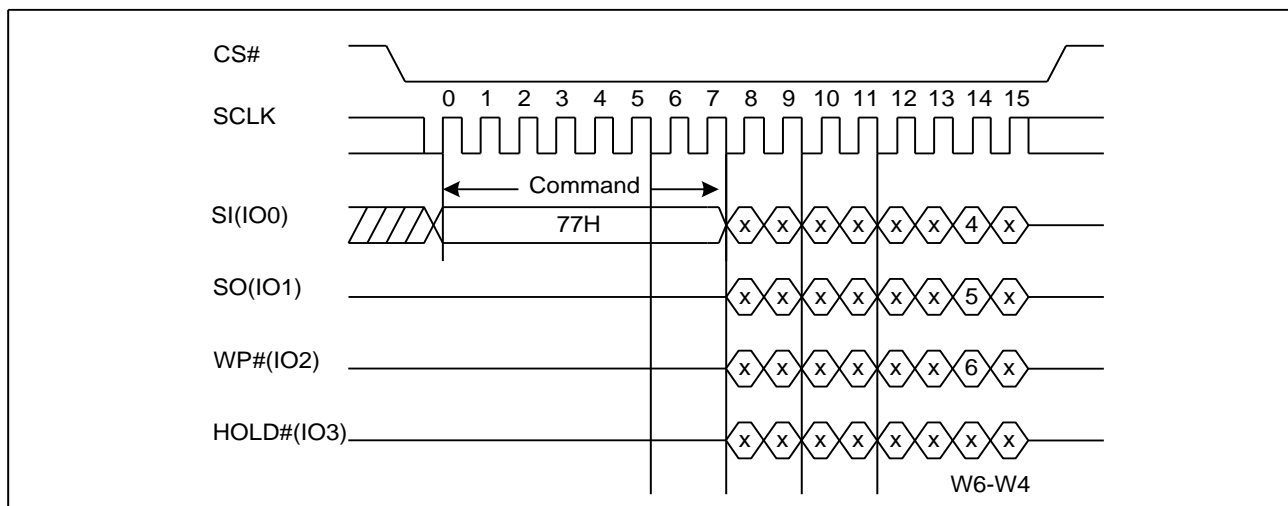 CS#
0 1 2 3 4 5 6 7 8 9 10 11 12 13 14 15
SCLK
Command
SI(IO0)
77H
x x x x x x 4 x
SO(IO1)
x x x x x x 5 x
WP#(IO2)
x x x x x x 6 x
HOLD#(IO3)
x x x x x x x x
W6-W4